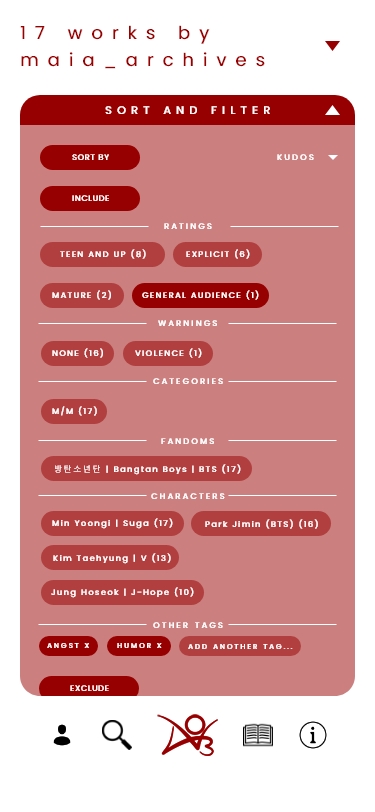 17 works by
maia_archives
SORT AND FILTER
SORT BY
KUDOS
INCLUDE
RATINGS
TEEN AND UP (8)
EXPLICIT (6)
MATURE (2)
GENERAL AUDIENCE (1)
WARNINGS
NONE (16)
VIOLENCE (1)
CATEGORIES
M/M (17)
FANDOMS
방탄소년단 | Bangtan Boys | BTS (17)
CHARACTERS
Min Yoongi | Suga (17)
Park Jimin (BTS) (16)
Kim Taehyung | V (13)
Jung Hoseok | J-Hope (10)
OTHER TAGS
ANGST X
HUMOR X
ADD ANOTHER TAG...
EXCLUDE